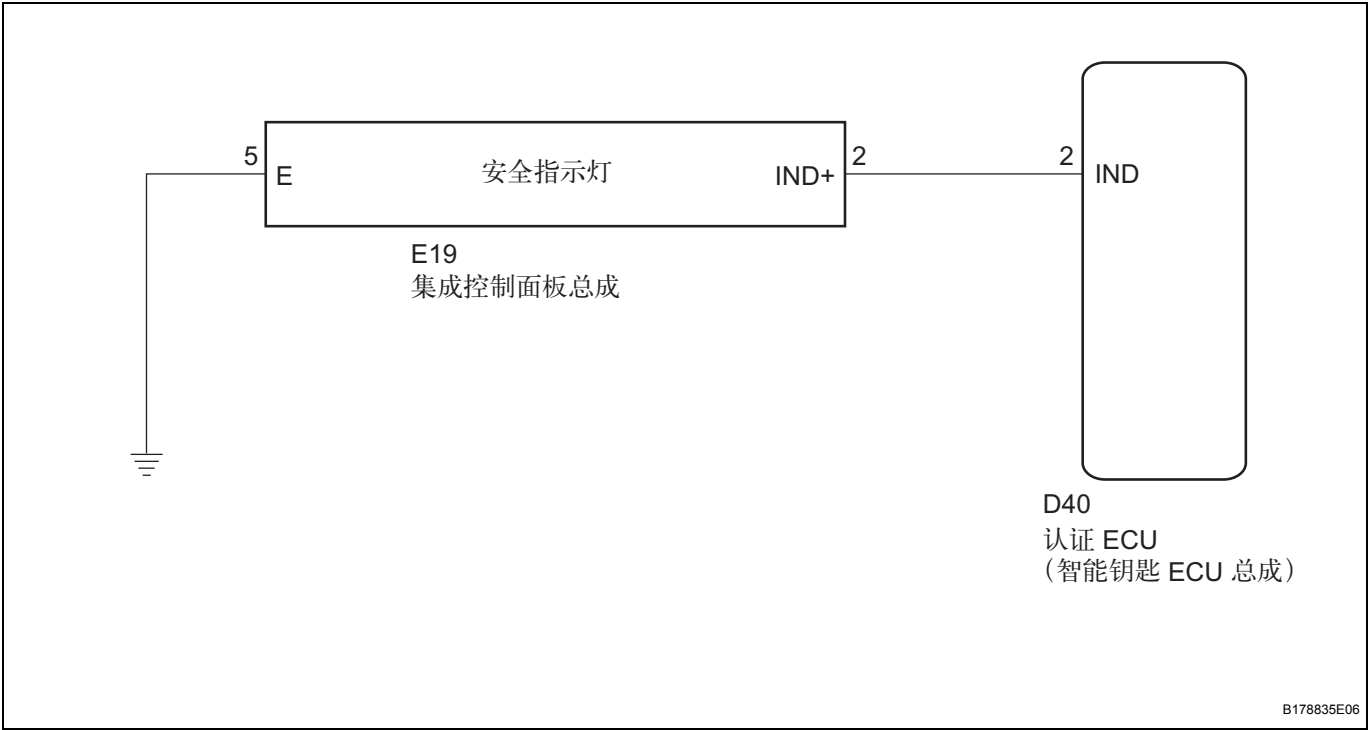 5
E
安全指示灯
IND+
2
2
IND
E19
集成控制面板总成
D40
认证 ECU
（智能钥匙 ECU 总成）
B178835E06